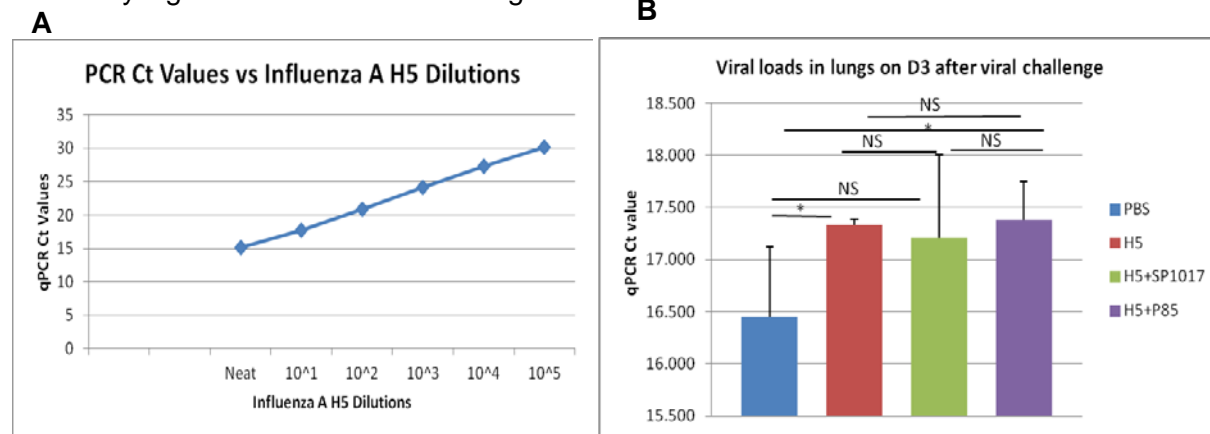 A
B
PCR Ct Values vs Influenza A H5 Dilutions
35
30
25
20
15
10
5
0
qPCR Ct Values
Neat 10^1 10^2 10^3 10^4 10^5
Influenza A H5 Dilutions
Viral loads in lungs on D3 after viral challenge
18.500
18.000
17.500
17.000
16.500
16.000
15.500
qPCR Ct value
NS
*
NS
NS
NS
*
PBS
H5
H5+SP1017
H5+P85